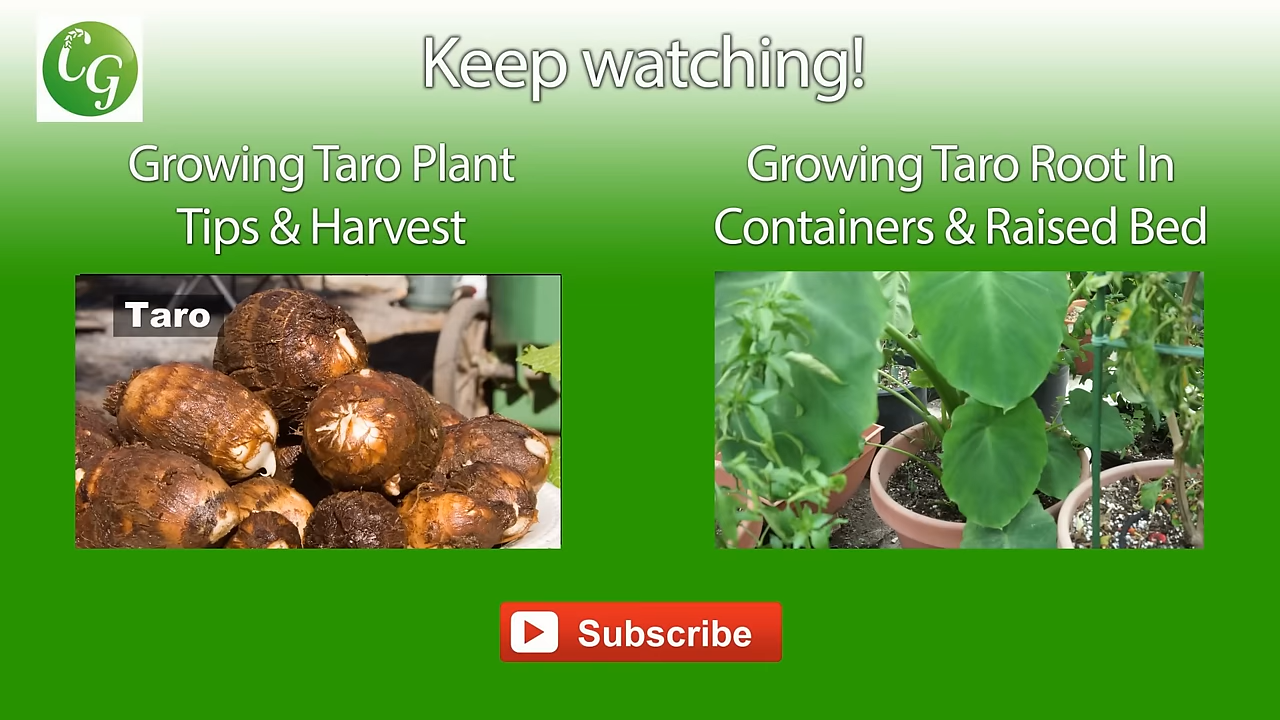 CG
Keep watching!
Growing Taro Plant
Tips & Harvest
Growing Taro Root In
Containers & Raised Bed
Taro
Subscribe